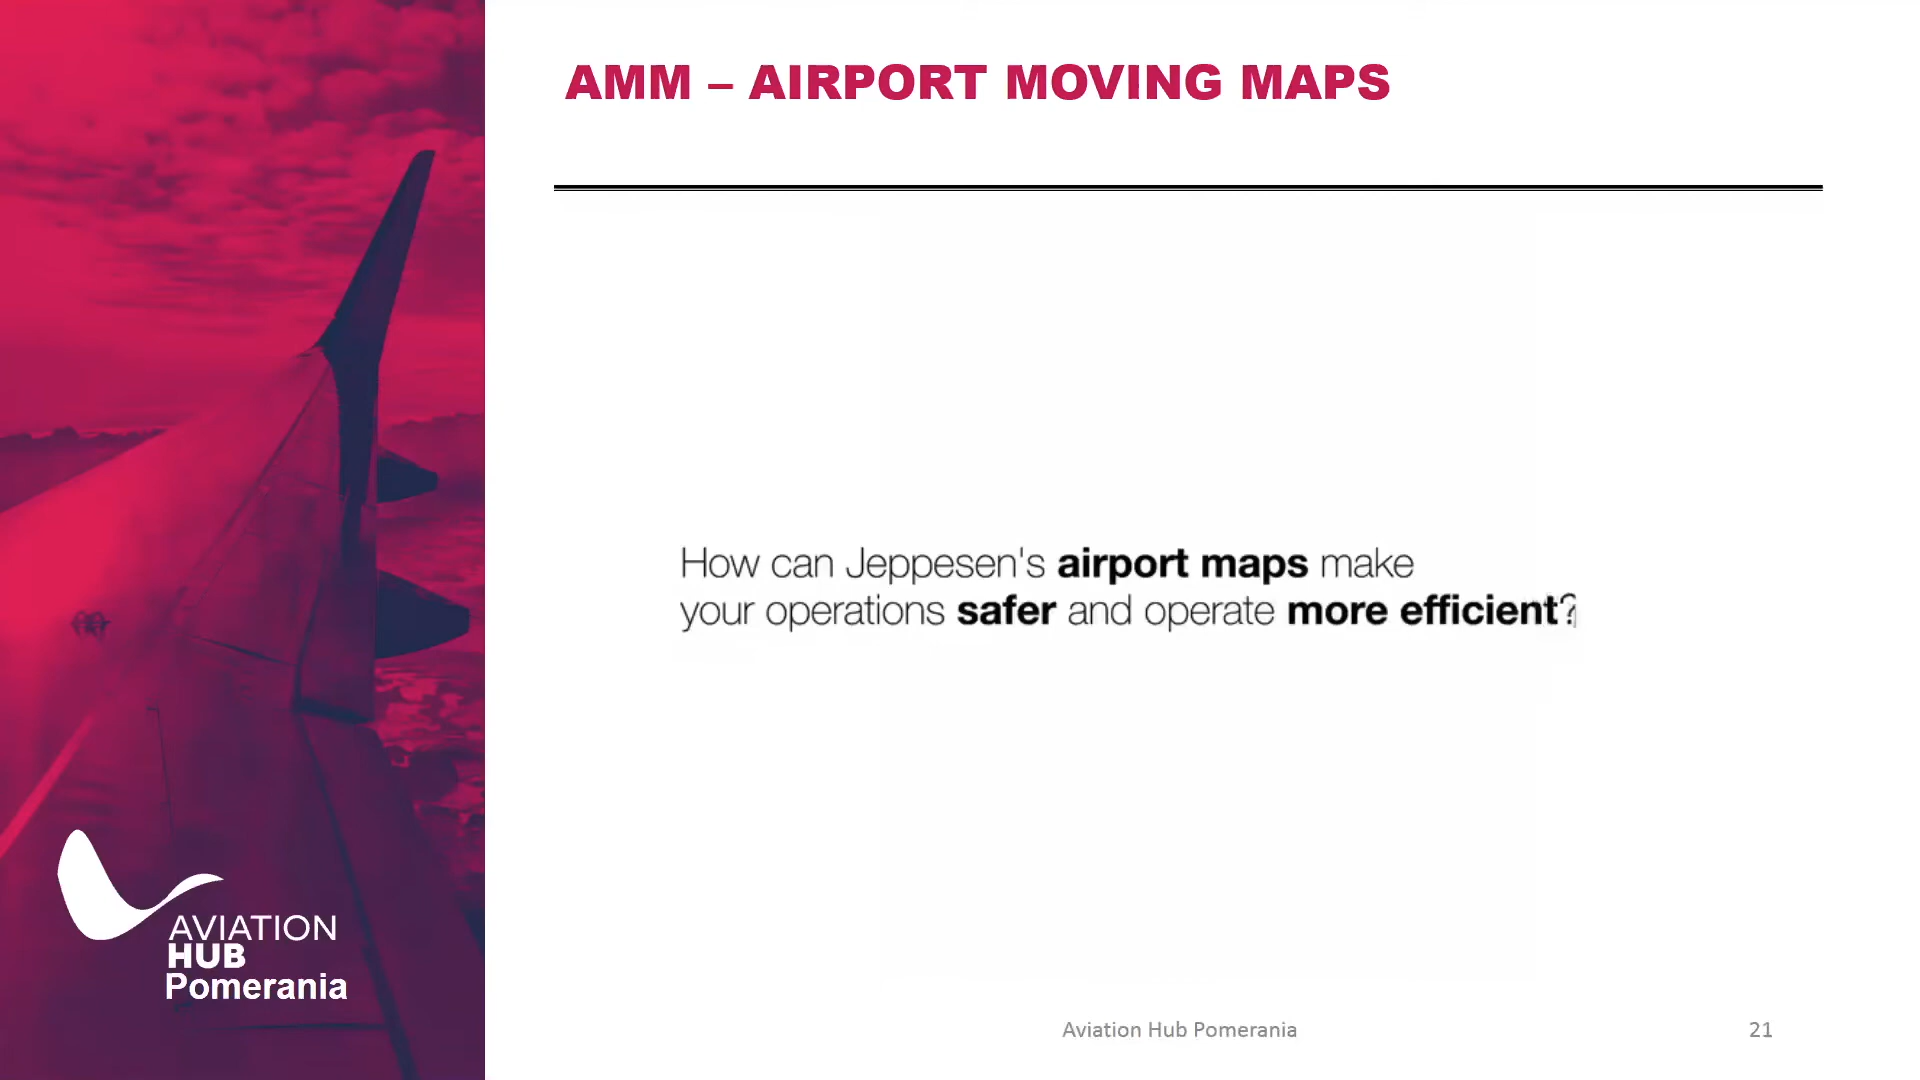 AMM – AIRPORT MOVING MAPS
How can Jeppesen's airport maps make
your operations safer and operate more efficient?
AVIATION
HUB
Pomerania
Aviation Hub Pomerania
21